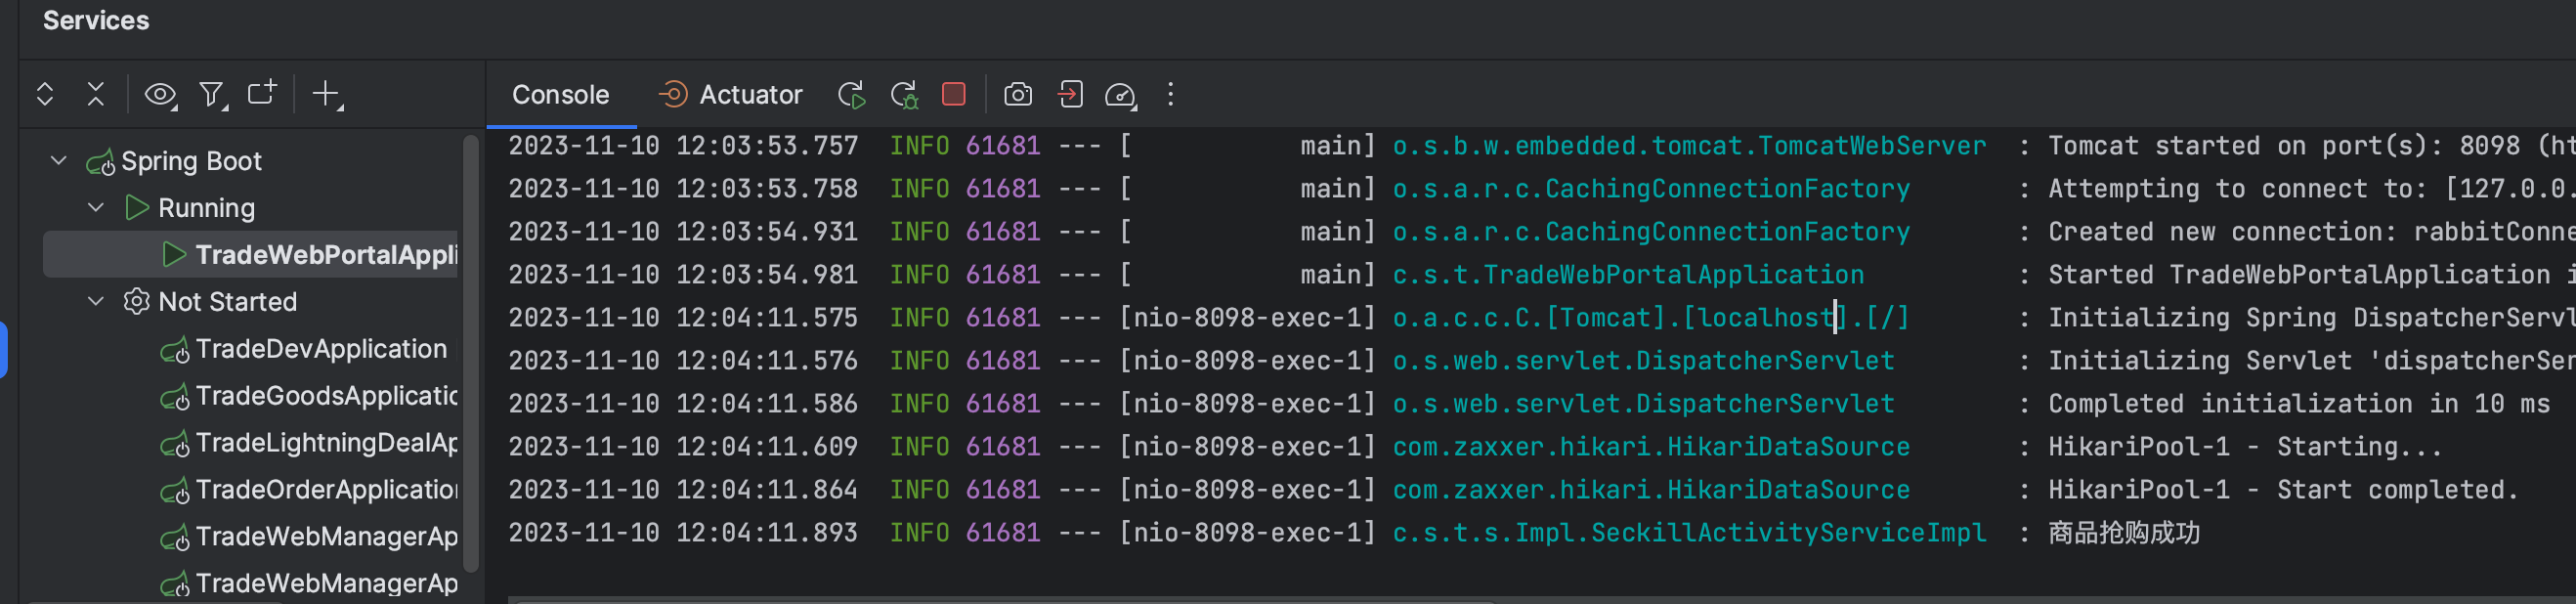 Services
Console
Actuator
Spring Boot
Running
TradeWebPortalAppli
Not Started
TradeDevApplication
TradeGoodsApplicatio
TradeLightningDealAp
TradeOrderApplication
TradeWebManagerAp
TradeWebManagerAp
2023-11-10 12:03:53.757 INFO 61681 --- [ main] o.s.b.w.embedded.tomcat.TomcatWebServer : Tomcat started on port(s): 8098 (ht
2023-11-10 12:03:53.758 INFO 61681 --- [ main] o.s.a.r.c.CachingConnectionFactory : Attempting to connect to: [127.0.0.
2023-11-10 12:03:54.931 INFO 61681 --- [ main] o.s.a.r.c.CachingConnectionFactory : Created new connection: rabbitConne
2023-11-10 12:03:54.981 INFO 61681 --- [ main] c.s.t.TradeWebPortalApplication : Started TradeWebPortalApplication i
2023-11-10 12:04:11.575 INFO 61681 --- [nio-8098-exec-1] o.a.c.c.C.[Tomcat].[localhost].[/] : Initializing Spring DispatcherServl
2023-11-10 12:04:11.576 INFO 61681 --- [nio-8098-exec-1] o.s.web.servlet.DispatcherServlet : Initializing Servlet 'dispatcherSer
2023-11-10 12:04:11.586 INFO 61681 --- [nio-8098-exec-1] o.s.web.servlet.DispatcherServlet : Completed initialization in 10 ms
2023-11-10 12:04:11.609 INFO 61681 --- [nio-8098-exec-1] com.zaxxer.hikari.HikariDataSource : HikariPool-1 - Starting...
2023-11-10 12:04:11.864 INFO 61681 --- [nio-8098-exec-1] com.zaxxer.hikari.HikariDataSource : HikariPool-1 - Start completed.
2023-11-10 12:04:11.893 INFO 61681 --- [nio-8098-exec-1] c.s.t.s.Impl.SeckillActivityServiceImpl : 商品抢购成功